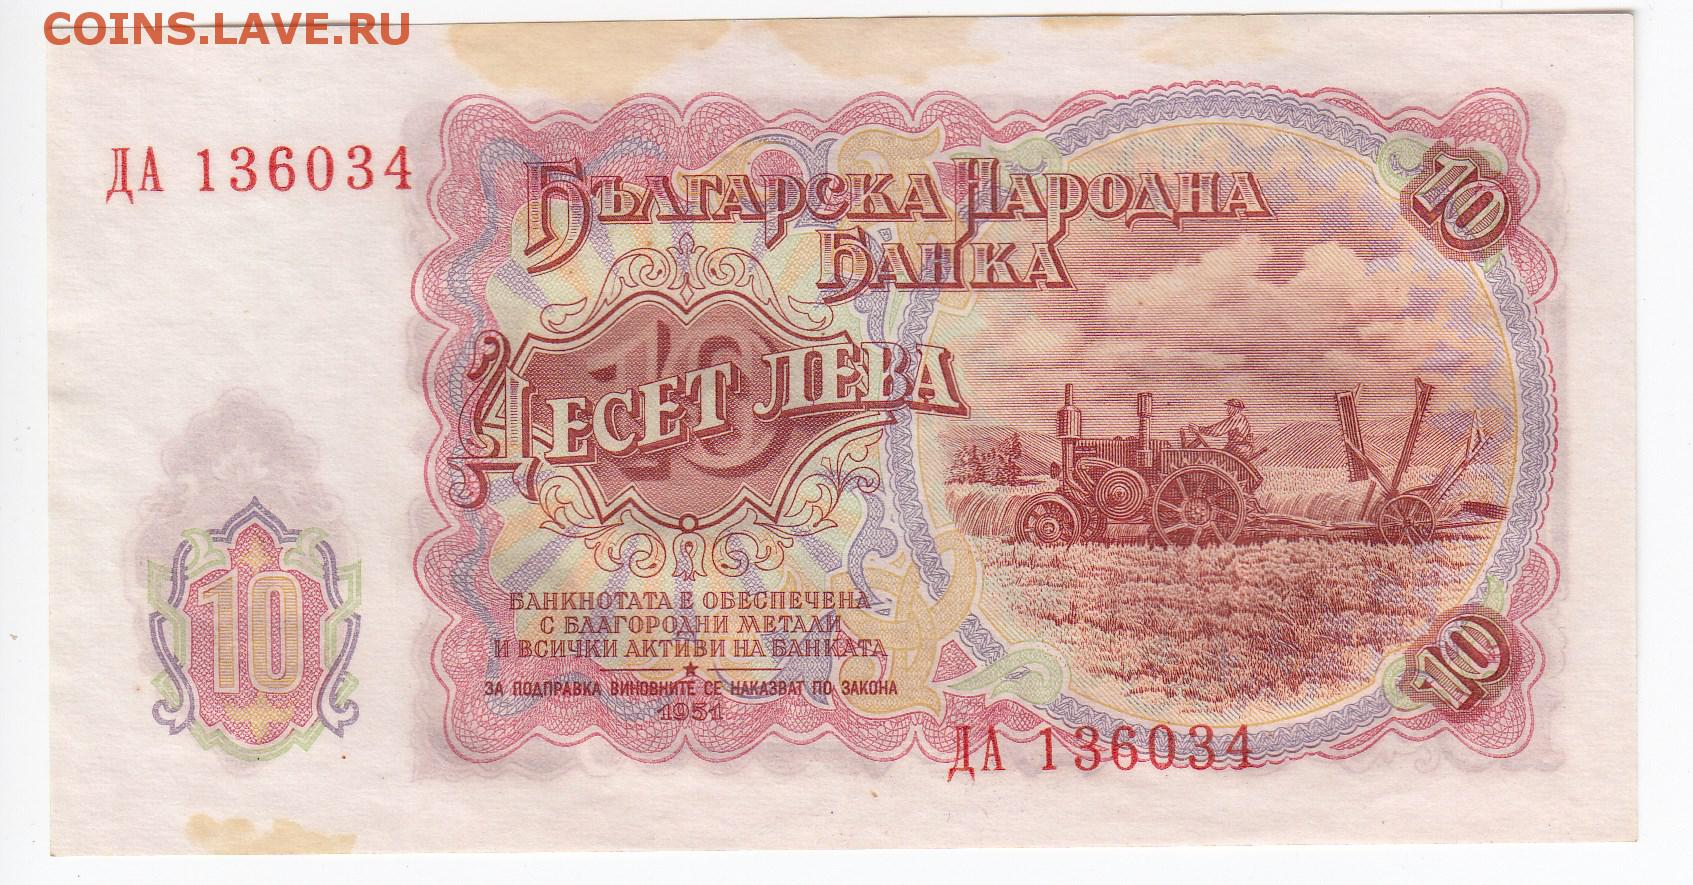 COINS.LAVE.RU
ДА 136034
БЪЛГАРСКА НАРОДНА
БАНКА
10
10
ДЕСЕТ ЛЕВА
10
БАНКНОТАТА Е ОБЕСПЕЧЕНА
С БЛАГОРОДНИ МЕТАЛИ
И ВСИЧКИ АКТИВИ НА БАНКАТА
ЗА ПОДПРАВКА ВИНОВНИТЕ СЕ НАКАЗВАТ ПО ЗАКОНА
1951
10
ДА 136034